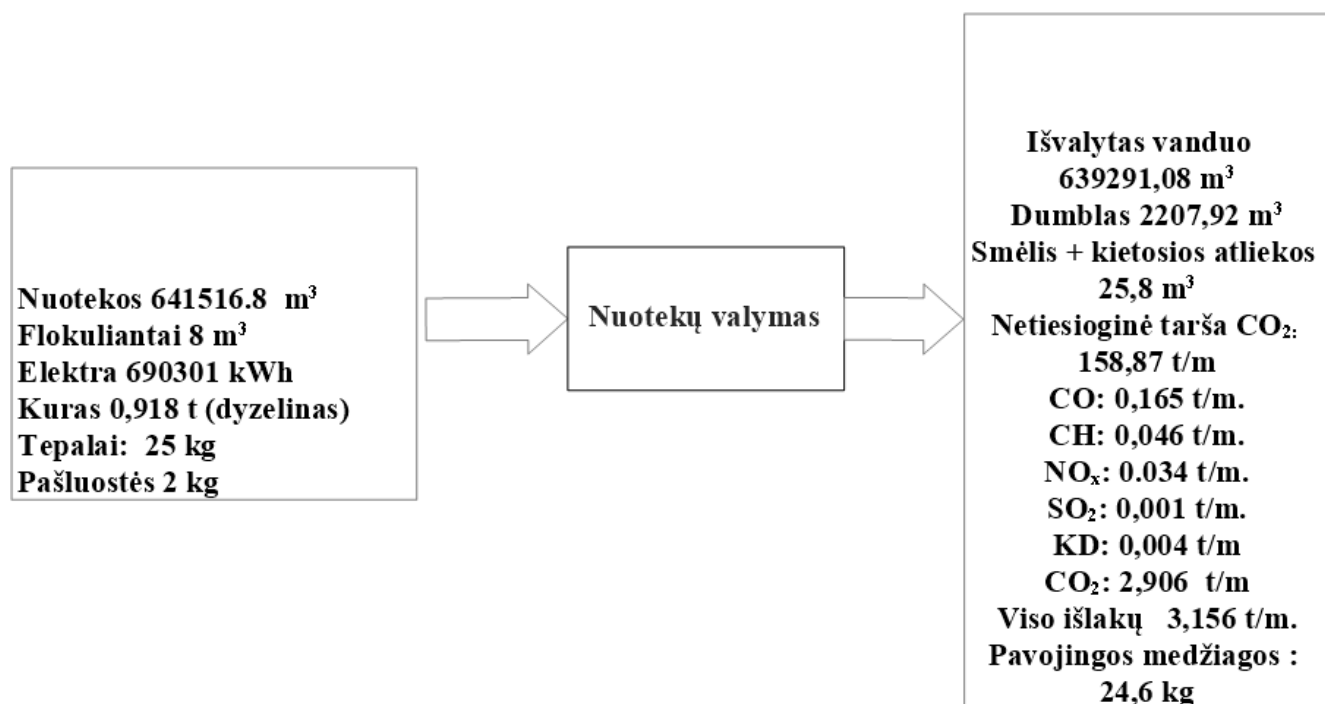 Nuotekos 641516.8 m³
Flokuliantai 8 m³
Elektra 690301 kWh
Kuras 0,918 t (dyzelinas)
Tepalai: 25 kg
Pašluostės 2 kg
Nuotekų valymas
Išvalytas vanduo
639291,08 m³
Dumblas 2207,92 m³
Smėlis + kietosios atliekos
25,8 m³
Netiesioginė tarša CO₂:
158,87 t/m
CO: 0,165 t/m.
CH: 0,046 t/m.
NOₓ: 0.034 t/m.
SO₂: 0,001 t/m.
KD: 0,004 t/m
CO₂: 2,906 t/m
Viso išlakų 3,156 t/m.
Pavojingos medžiagos :
24,6 kg